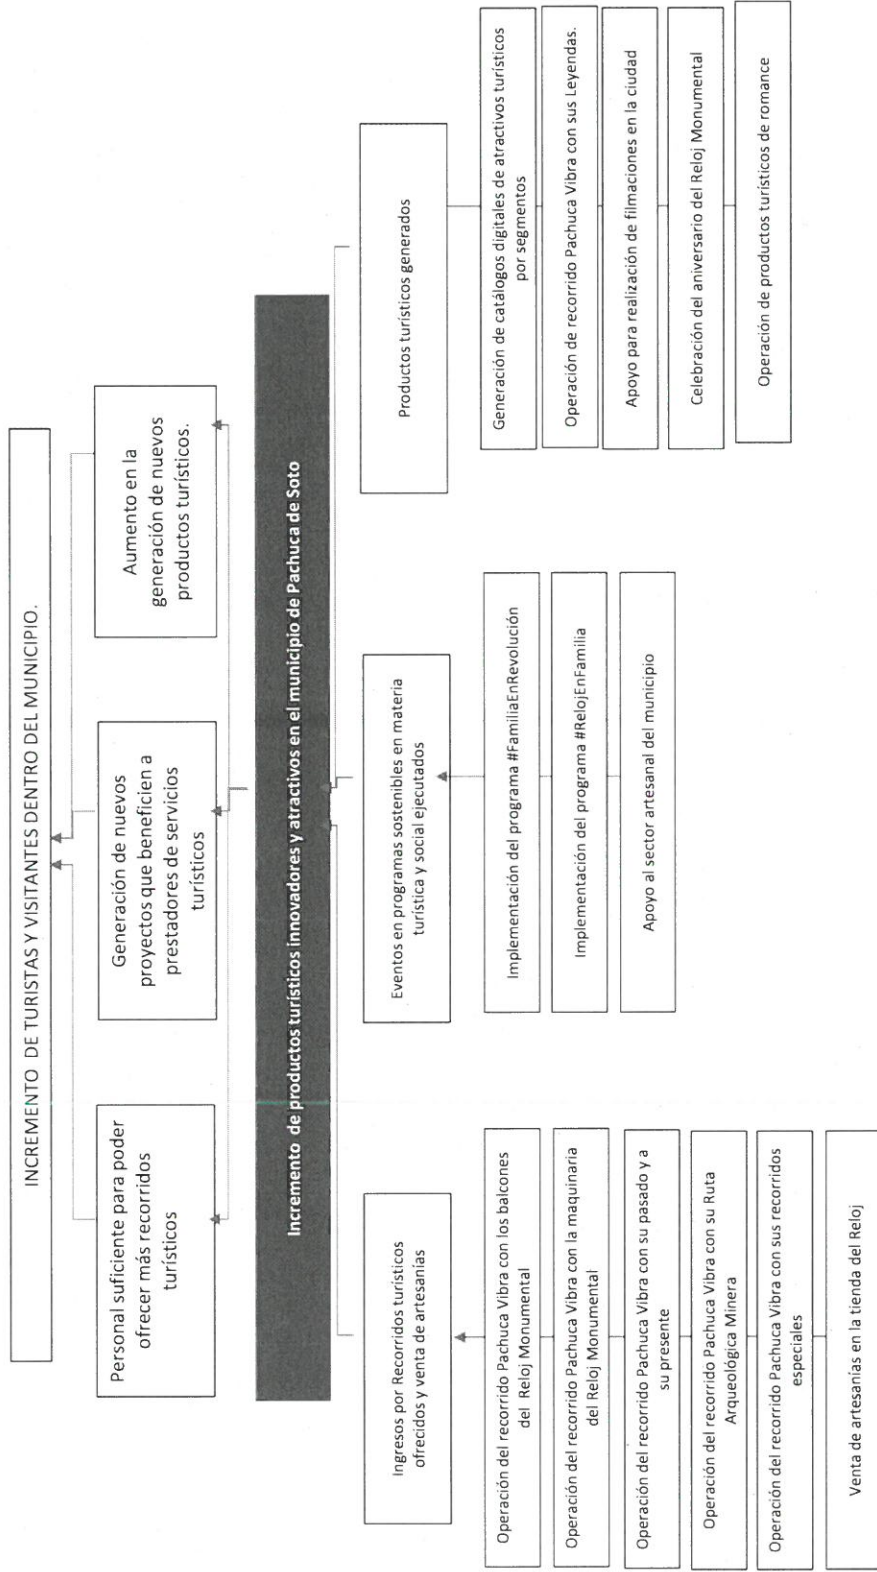 INCREMENTO DE TURISTAS Y VISITANTES DENTRO DEL MUNICIPIO.
Personal suficiente para poder
ofrecer más recorridos
turísticos
Generación de nuevos
proyectos que beneficien a
prestadores de servicios
turísticos
Aumento en la
generación de nuevos
productos turísticos.
Incremento de productos turísticos innovadores y atractivos en el municipio de Pachuca de Soto
Ingresos por Recorridos turísticos
ofrecidos y venta de artesanías
Operación del recorrido Pachuca Vibra con los balcones
del Reloj Monumental
Operación del recorrido Pachuca Vibra con la maquinaria
del Reloj Monumental
Operación del recorrido Pachuca Vibra con su pasado y a
su presente
Operación del recorrido Pachuca Vibra con su Ruta
Arqueológica Minera
Operación del recorrido Pachuca Vibra con sus recorridos
especiales
Venta de artesanías en la tienda del Reloj
Eventos en programas sostenibles en materia
turística y social ejecutados
Implementación del programa #FamiliaEnRevolución
Implementación del programa #RelojEnFamilia
Apoyo al sector artesanal del municipio
Productos turísticos generados
Generación de catálogos digitales de atractivos turísticos
por segmentos
Operación de recorrido Pachuca Vibra con sus Leyendas.
Apoyo para realización de filmaciones en la ciudad
Celebración del aniversario del Reloj Monumental
Operación de productos turísticos de romance